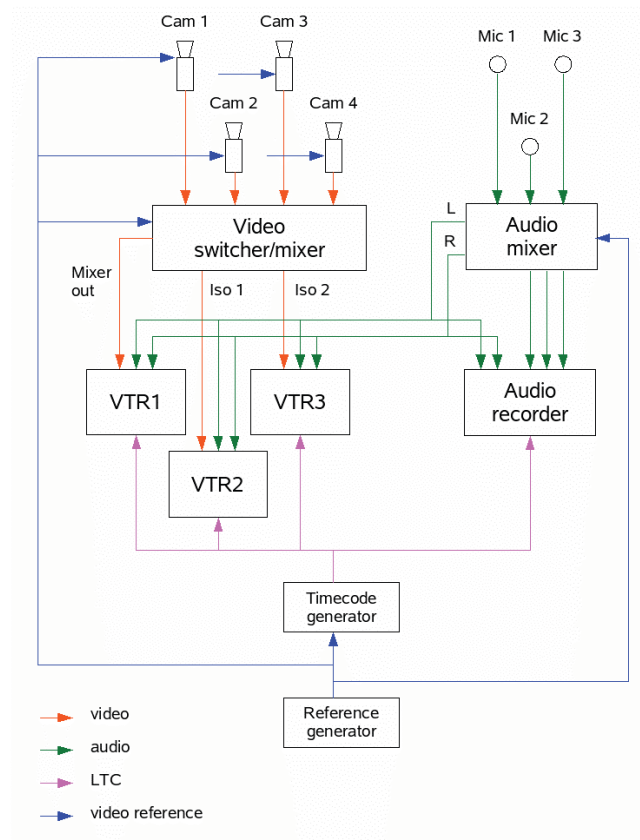 Cam 1
Cam 3
Mic 1
Mic 3
Cam 2
Cam 4
Mic 2
Video
switcher/mixer
L
R
Audio
mixer
Mixer
out
Iso 1
Iso 2
VTR1
VTR3
Audio
recorder
VTR2
Timecode
generator
Reference
generator
video
audio
LTC
video reference